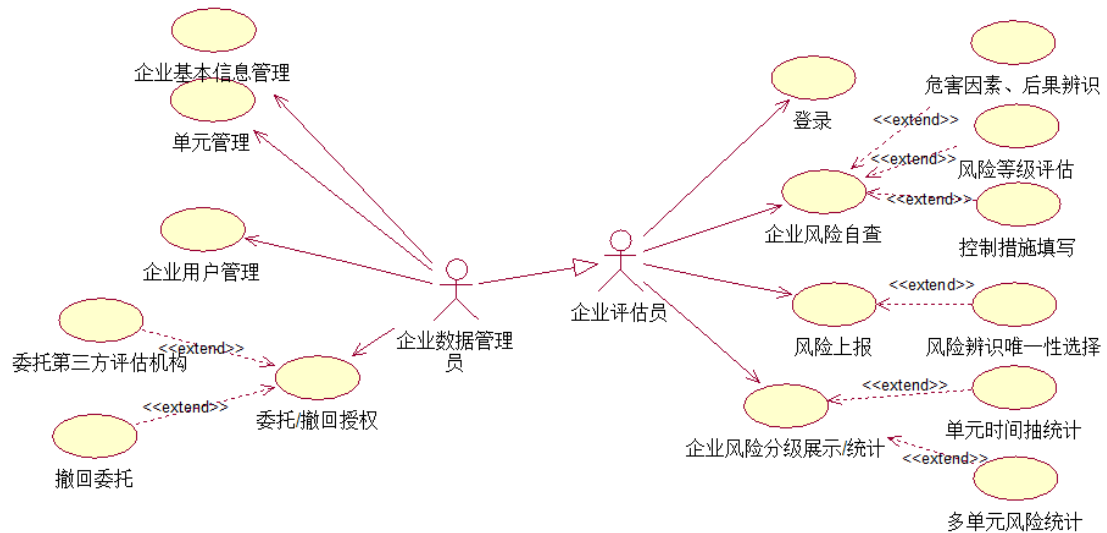 企业基本信息管理
单元管理
企业用户管理
委托第三方评估机构
<<extend>>
<<extend>>
撤回委托
委托/撤回授权
企业数据管理
员
企业评估员
登录
危害因素、后果辨识
<<extend>>
<<extend>>
风险等级评估
<<extend>>
企业风险自查
控制措施填写
<<extend>>
风险上报
风险辨识唯一性选择
<<extend>>
单元时间抽统计
企业风险分级展示/统计
<<extend>>
多单元风险统计